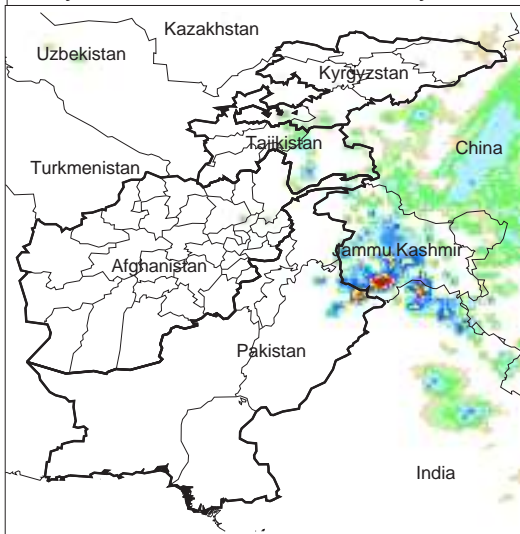 Kazakhstan
Uzbekistan
Kyrgyzstan
Tajikistan
China
Turkmenistan
Jammu Kashmir
Afghanistan
Pakistan
India